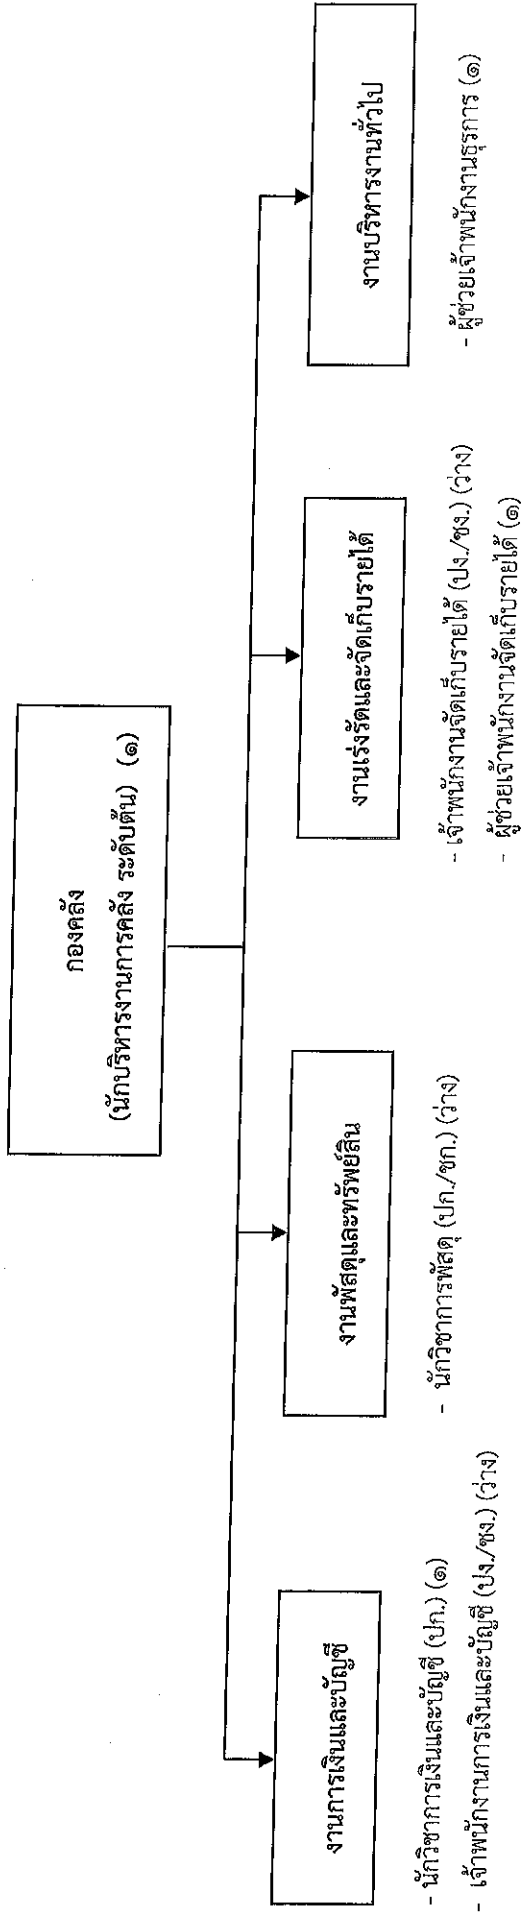 กองคลัง
(นักบริหารงานการคลัง ระดับต้น) (๑)
งานการเงินและบัญชี
- นักวิชาการเงินและบัญชี (ปก.) (๑)
- เจ้าพนักงานการเงินและบัญชี (ปง./ชง.) (ว่าง)
งานพัสดุและทรัพย์สิน
- นักวิชาการพัสดุ (ปก./ชก.) (ว่าง)
งานเร่งรัดและจัดเก็บรายได้
- เจ้าพนักงานจัดเก็บรายได้ (ปง./ชง.) (ว่าง)
- ผู้ช่วยเจ้าพนักงานจัดเก็บรายได้ (๑)
งานบริหารงานทั่วไป
- ผู้ช่วยเจ้าพนักงานธุรการ (๑)